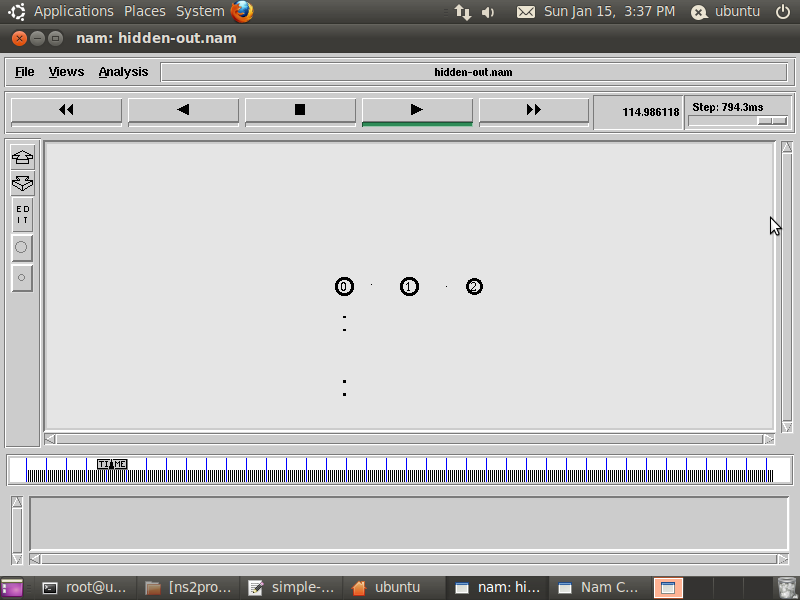 Applications Places System Sun Jan 15, 3:37 PM ubuntu
nam: hidden-out.nam
File Views Analysis hidden-out.nam
114.986118 Step: 794.3ms
E D
I T
0 1 2
TIME
root@u... [ns2pro... simple-... ubuntu nam: hi... Nam C...